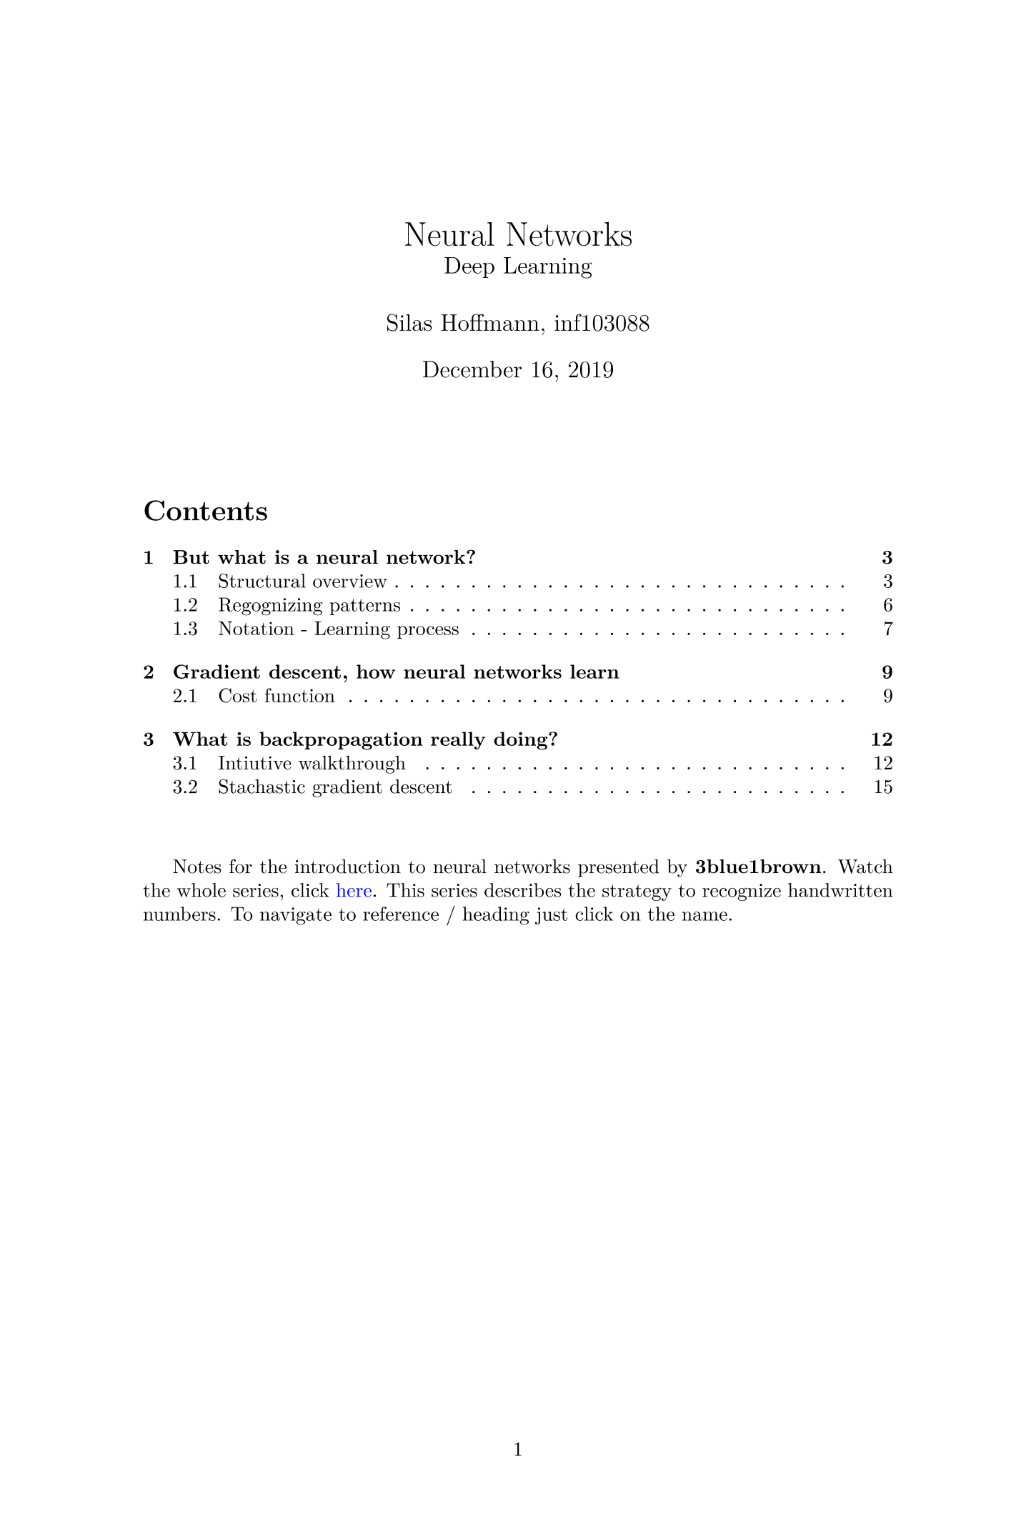 Neural Networks
Deep Learning
Silas Hoffmann, inf103088
December 16, 2019
Contents
1 But what is a neural network? 3
1.1 Structural overview . . . . . . . . . . . . . . . . . . . . . . . . . . . . . . 3
1.2 Regognizing patterns . . . . . . . . . . . . . . . . . . . . . . . . . . . . . 6
1.3 Notation - Learning process . . . . . . . . . . . . . . . . . . . . . . . . . 7
2 Gradient descent, how neural networks learn 9
2.1 Cost function . . . . . . . . . . . . . . . . . . . . . . . . . . . . . . . . . 9
3 What is backpropagation really doing? 12
3.1 Intiutive walkthrough . . . . . . . . . . . . . . . . . . . . . . . . . . . . 12
3.2 Stachastic gradient descent . . . . . . . . . . . . . . . . . . . . . . . . . 15
Notes for the introduction to neural networks presented by 3blue1brown. Watch
the whole series, click here. This series describes the strategy to recognize handwritten
numbers. To navigate to reference / heading just click on the name.
1